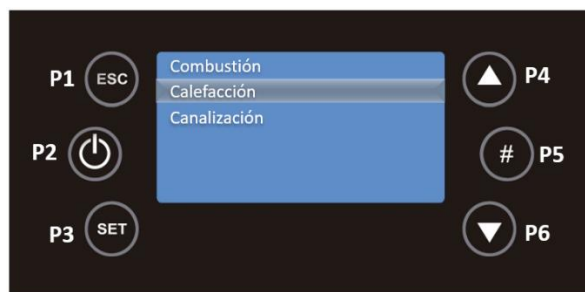 P1 ESC
Combustión
Calefacción
Canalización
P4
P2
# P5
P3 SET
P6